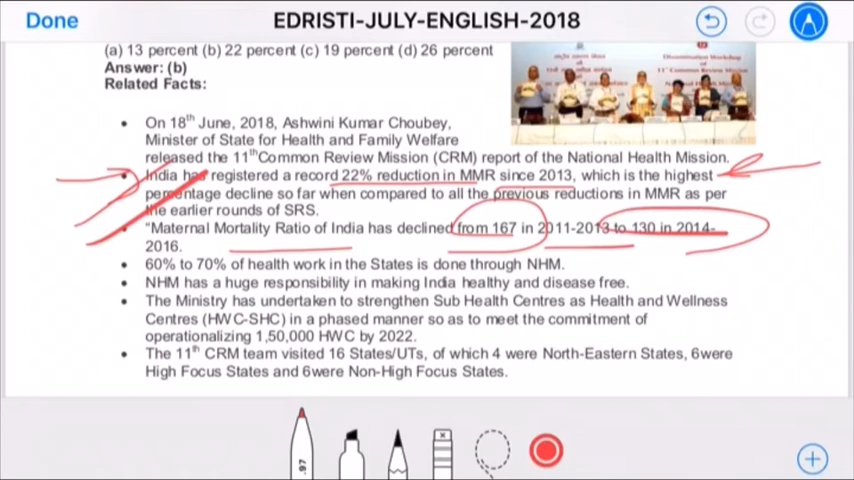 Done
EDRISTI-JULY-ENGLISH-2018
(a) 13 percent (b) 22 percent (c) 19 percent (d) 26 percent
Answer: (b)
Related Facts:
Dissemination Workshop
of
11th Common Review Mission
• On 18th June, 2018, Ashwini Kumar Choubey,
Minister of State for Health and Family Welfare
released the 11thCommon Review Mission (CRM) report of the National Health Mission.
• India has registered a record 22% reduction in MMR since 2013, which is the highest
percentage decline so far when compared to all the previous reductions in MMR as per
the earlier rounds of SRS.
• "Maternal Mortality Ratio of India has declined from 167 in 2011-2013 to 130 in 2014-
2016.
• 60% to 70% of health work in the States is done through NHM.
• NHM has a huge responsibility in making India healthy and disease free.
• The Ministry has undertaken to strengthen Sub Health Centres as Health and Wellness
Centres (HWC-SHC) in a phased manner so as to meet the commitment of
operationalizing 1,50,000 HWC by 2022.
• The 11th CRM team visited 16 States/UTs, of which 4 were North-Eastern States, 6were
High Focus States and 6were Non-High Focus States.
.97